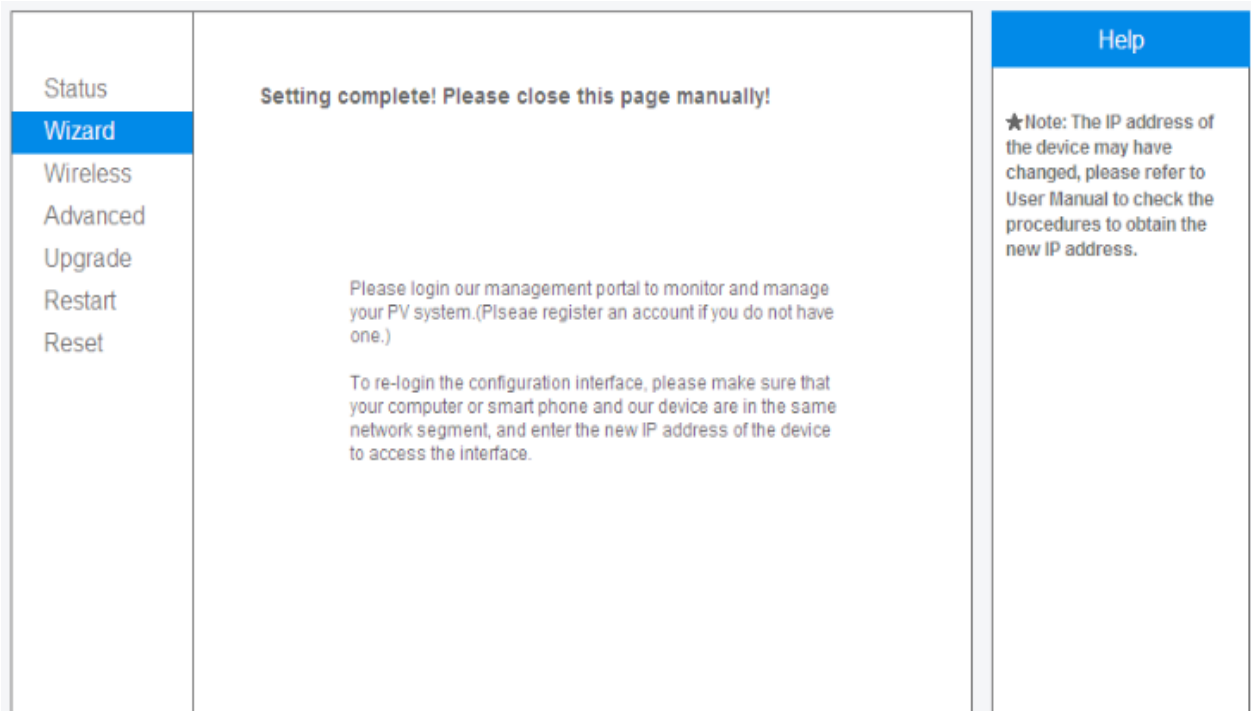 Status
Wizard
Wireless
Advanced
Upgrade
Restart
Reset
Setting complete! Please close this page manually!
Please login our management portal to monitor and manage
your PV system.(Plseae register an account if you do not have
one.)
To re-login the configuration interface, please make sure that
your computer or smart phone and our device are in the same
network segment, and enter the new IP address of the device
to access the interface.
Help
★Note: The IP address of
the device may have
changed, please refer to
User Manual to check the
procedures to obtain the
new IP address.